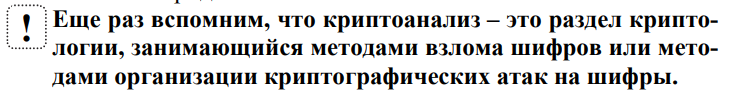 ! Еще раз вспомним, что криптоанализ – это раздел крипто-
логии, занимающийся методами взлома шифров или мето-
дами организации криптографических атак на шифры.